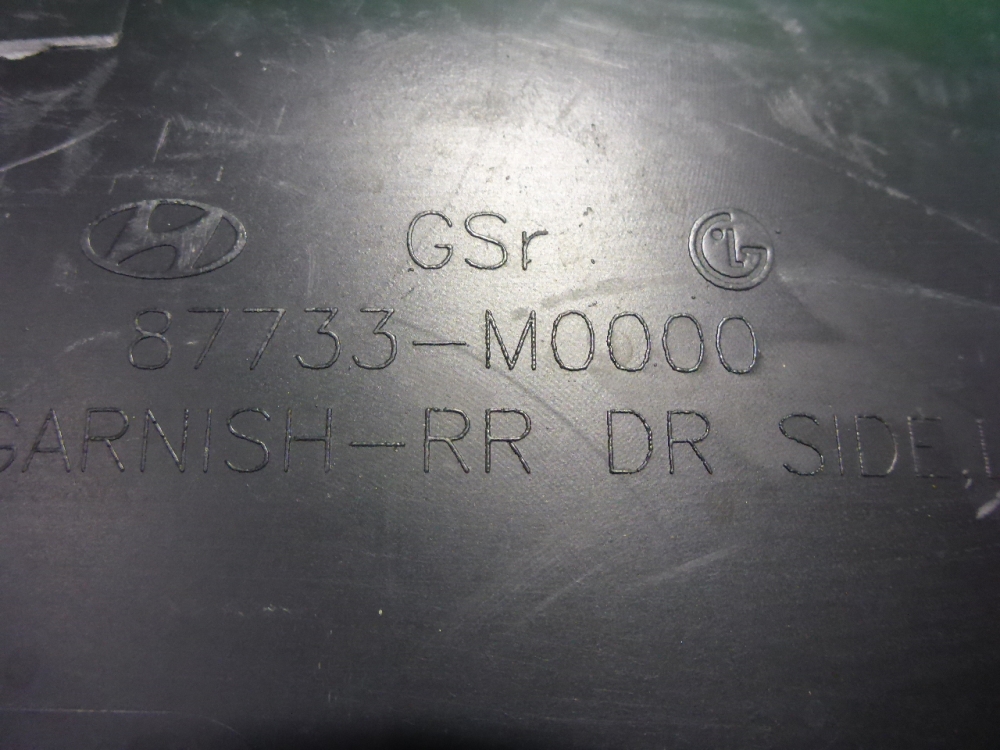 GSr
87733-M0000
GARNISH-RR DR SIDE,L